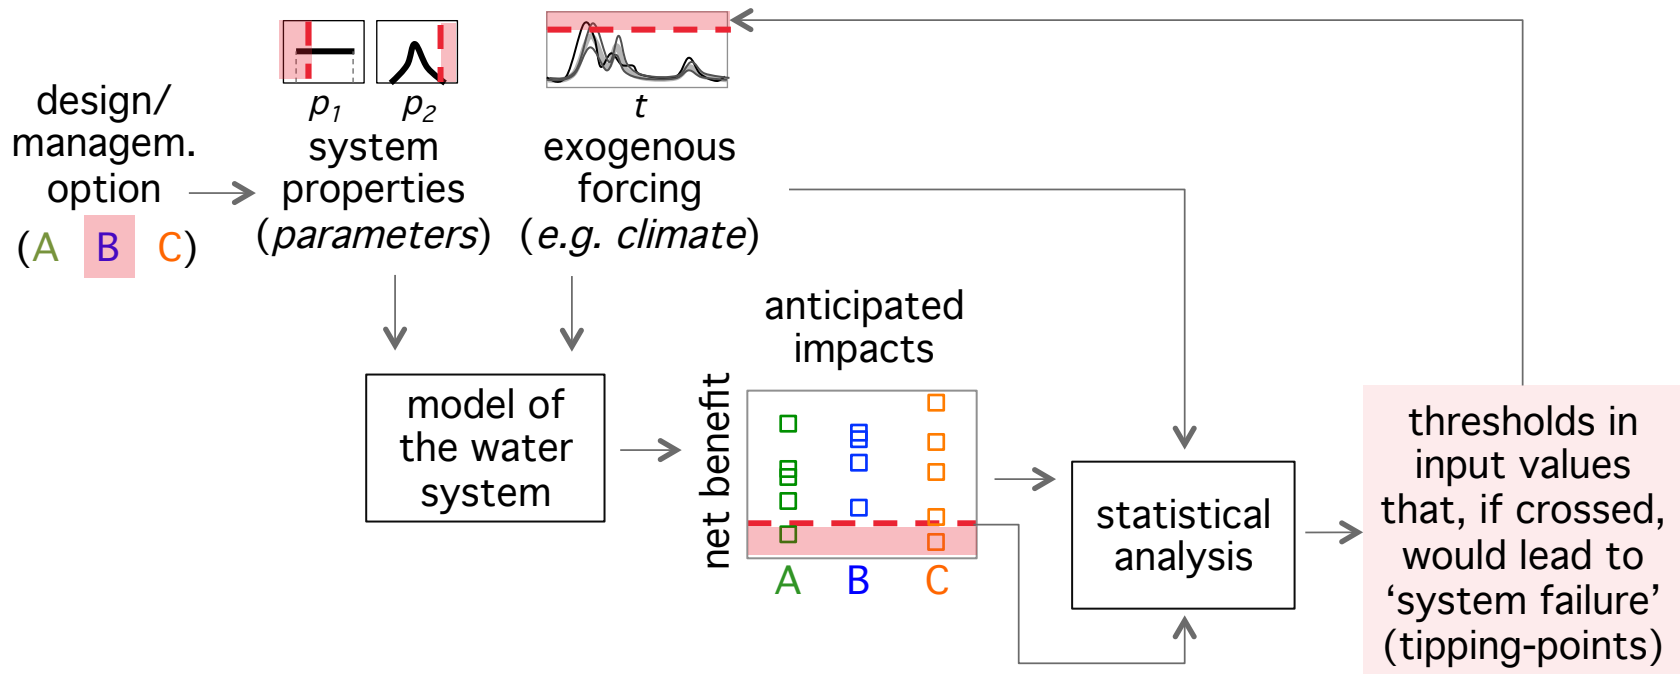 design/
managem.
option
(A B C)
p1
p2
system
properties
(parameters)
t
exogenous
forcing
(e.g. climate)
model of
the water
system
anticipated
impacts
net benefit
A
B
C
statistical
analysis
thresholds in
input values
that, if crossed,
would lead to
‘system failure’
(tipping-points)